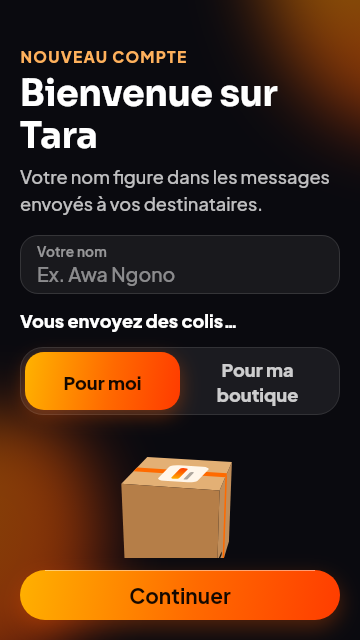 NOUVEAU COMPTE
Bienvenue sur
Tara
Votre nom figure dans les messages
envoyés à vos destinataires.
Votre nom
Ex. Awa Ngono
Vous envoyez des colis…
Pour moi
Pour ma
boutique
Continuer